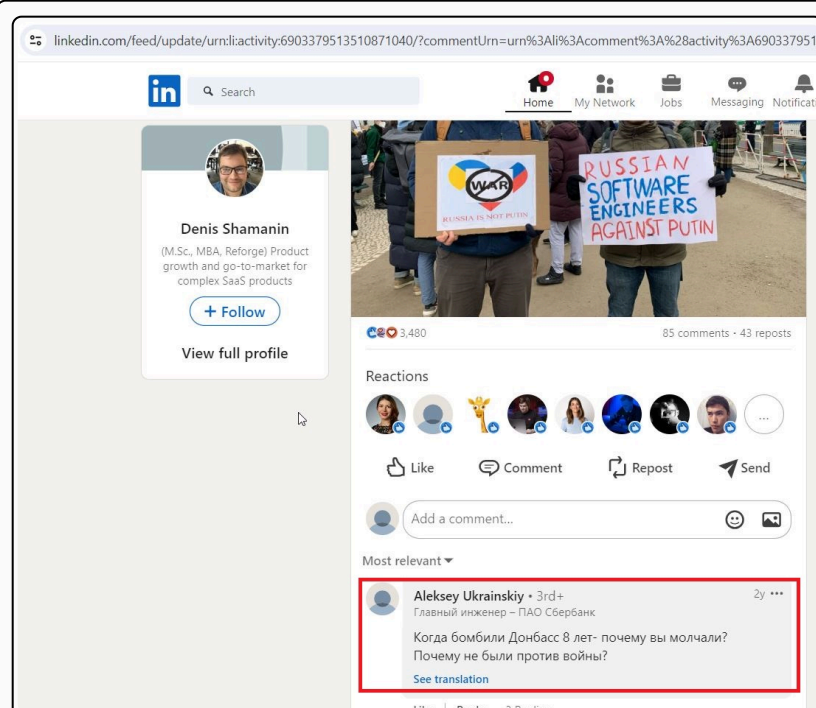 linkedin.com/feed/update/urn:li:activity:6903379513510871040/?commentUrn=urn%3Ali%3Acomment%3A%28activity%3A690337951
in
Search
Home
My Network
Jobs
Messaging
Notificati
WAR
RUSSIA IS NOT PUTIN
RUSSIAN
SOFTWARE
ENGINEERS
AGAINST PUTIN
Denis Shamanin
(M.Sc., MBA, Reforge) Product
growth and go-to-market for
complex SaaS products
+ Follow
View full profile
3,480
85 comments • 43 reposts
Reactions
...
Like
Comment
Repost
Send
Add a comment...
Most relevant
Aleksey Ukrainskiy • 3rd+
2y •••
Главный инженер – ПАО Сбербанк
Когда бомбили Донбасс 8 лет- почему вы молчали?
Почему не были против войны?
See translation